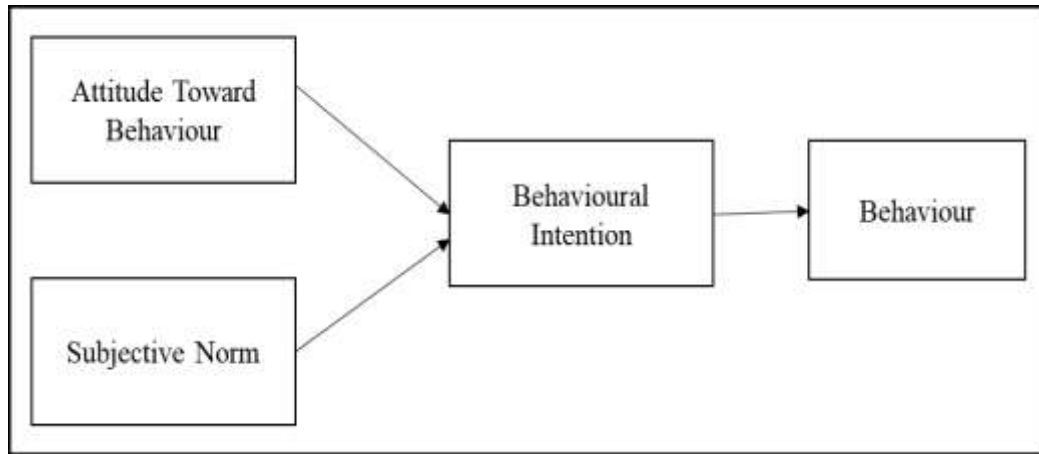 Attitude Toward
Behaviour
Subjective Norm
Behavioural
Intention
Behaviour